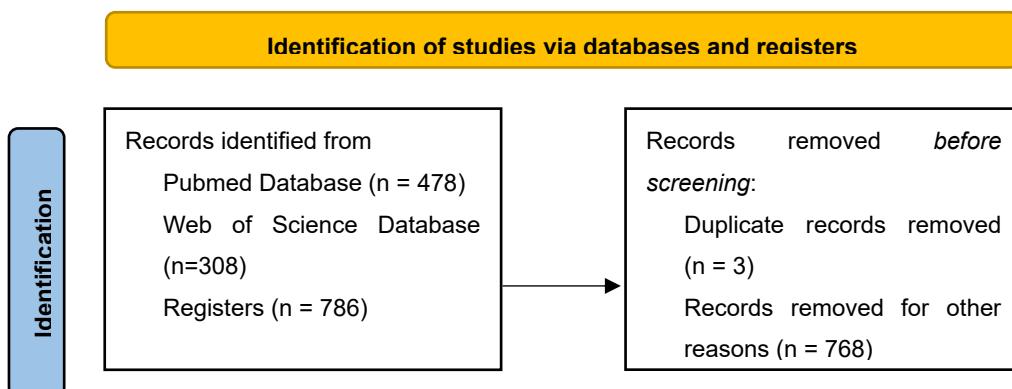 Identification of studies via databases and registers
Identification
Records identified from
Pubmed Database (n = 478)
Web of Science Database
(n=308)
Registers (n = 786)
Records removed before
screening:
Duplicate records removed
(n = 3)
Records removed for other
reasons (n = 768)